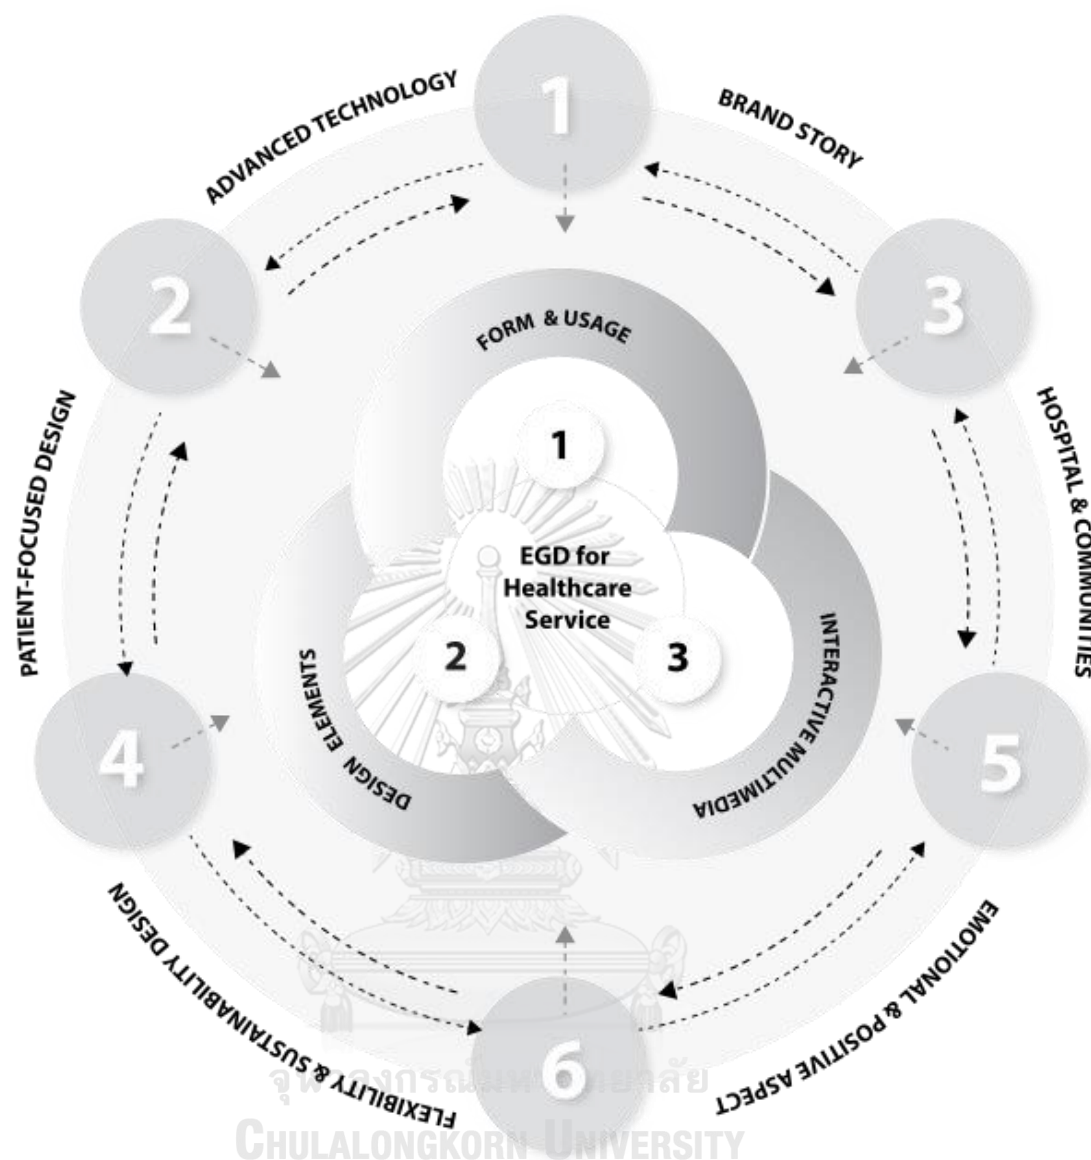 1
ADVANCED TECHNOLOGY
BRAND STORY
2
3
FORM & USAGE
1
PATIENT-FOCUSED DESIGN
HOSPITAL & COMMUNITIES
EGD for
Healthcare
Service
2
3
DESIGN ELEMENTS
INTERACTIVE MULTIMEDIA
4
5
FLEXIBILITY & SUSTAINABILITY DESIGN
EMOTIONAL & POSITIVE ASPECT
6
CHULALONGKORN UNIVERSITY